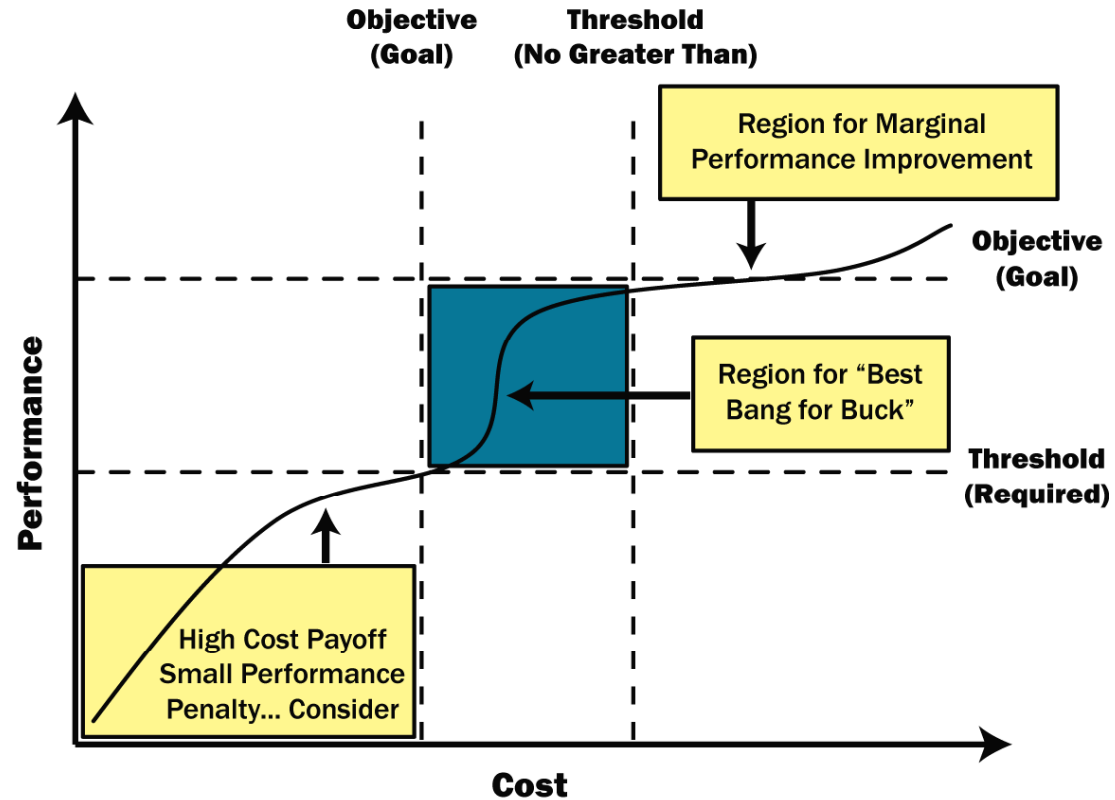 Objective
(Goal)
Threshold
(No Greater Than)
Region for Marginal
Performance Improvement
Objective
(Goal)
Region for “Best
Bang for Buck”
Threshold
(Required)
Performance
High Cost Payoff
Small Performance
Penalty... Consider
Cost